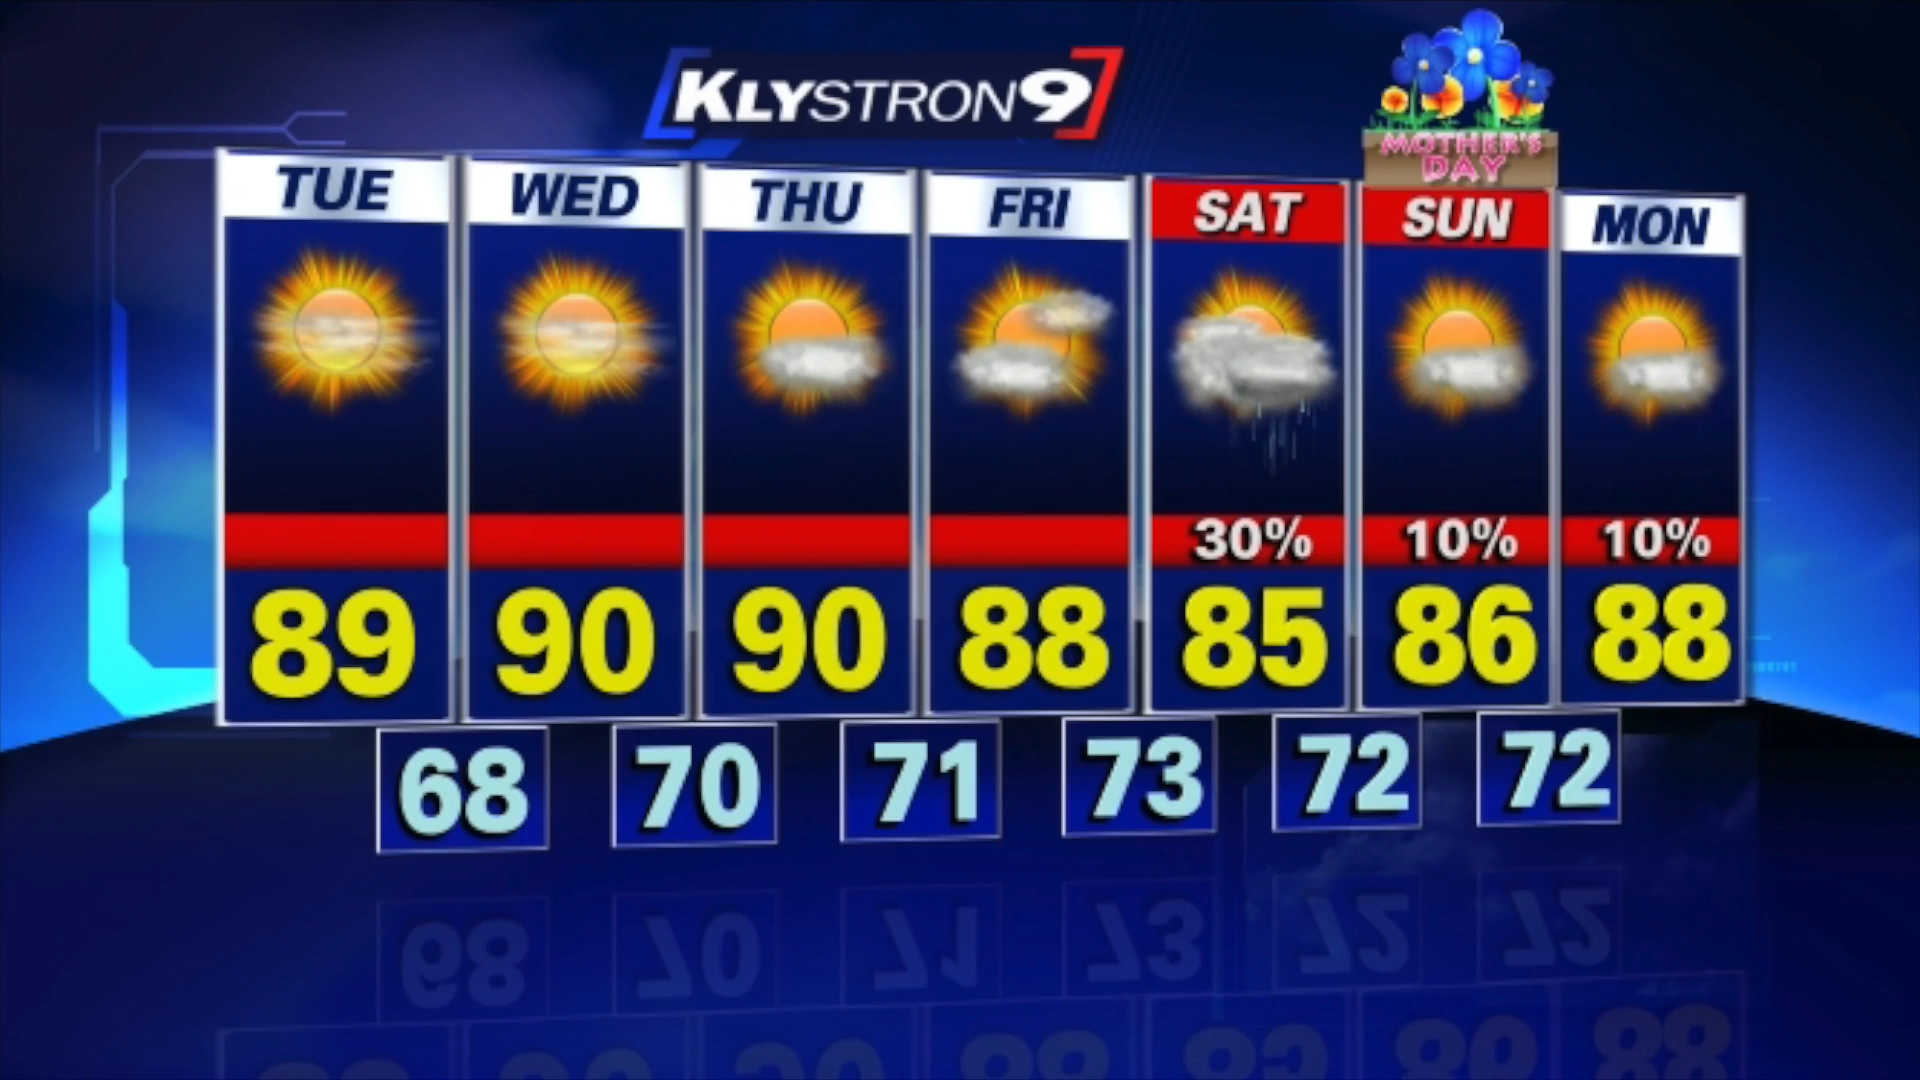 KLYSTRON9
MOTHER'S
DAY
TUE WED THU FRI SAT SUN MON
30% 10% 10%
89 90 90 88 85 86 88
68 70 71 73 72 72